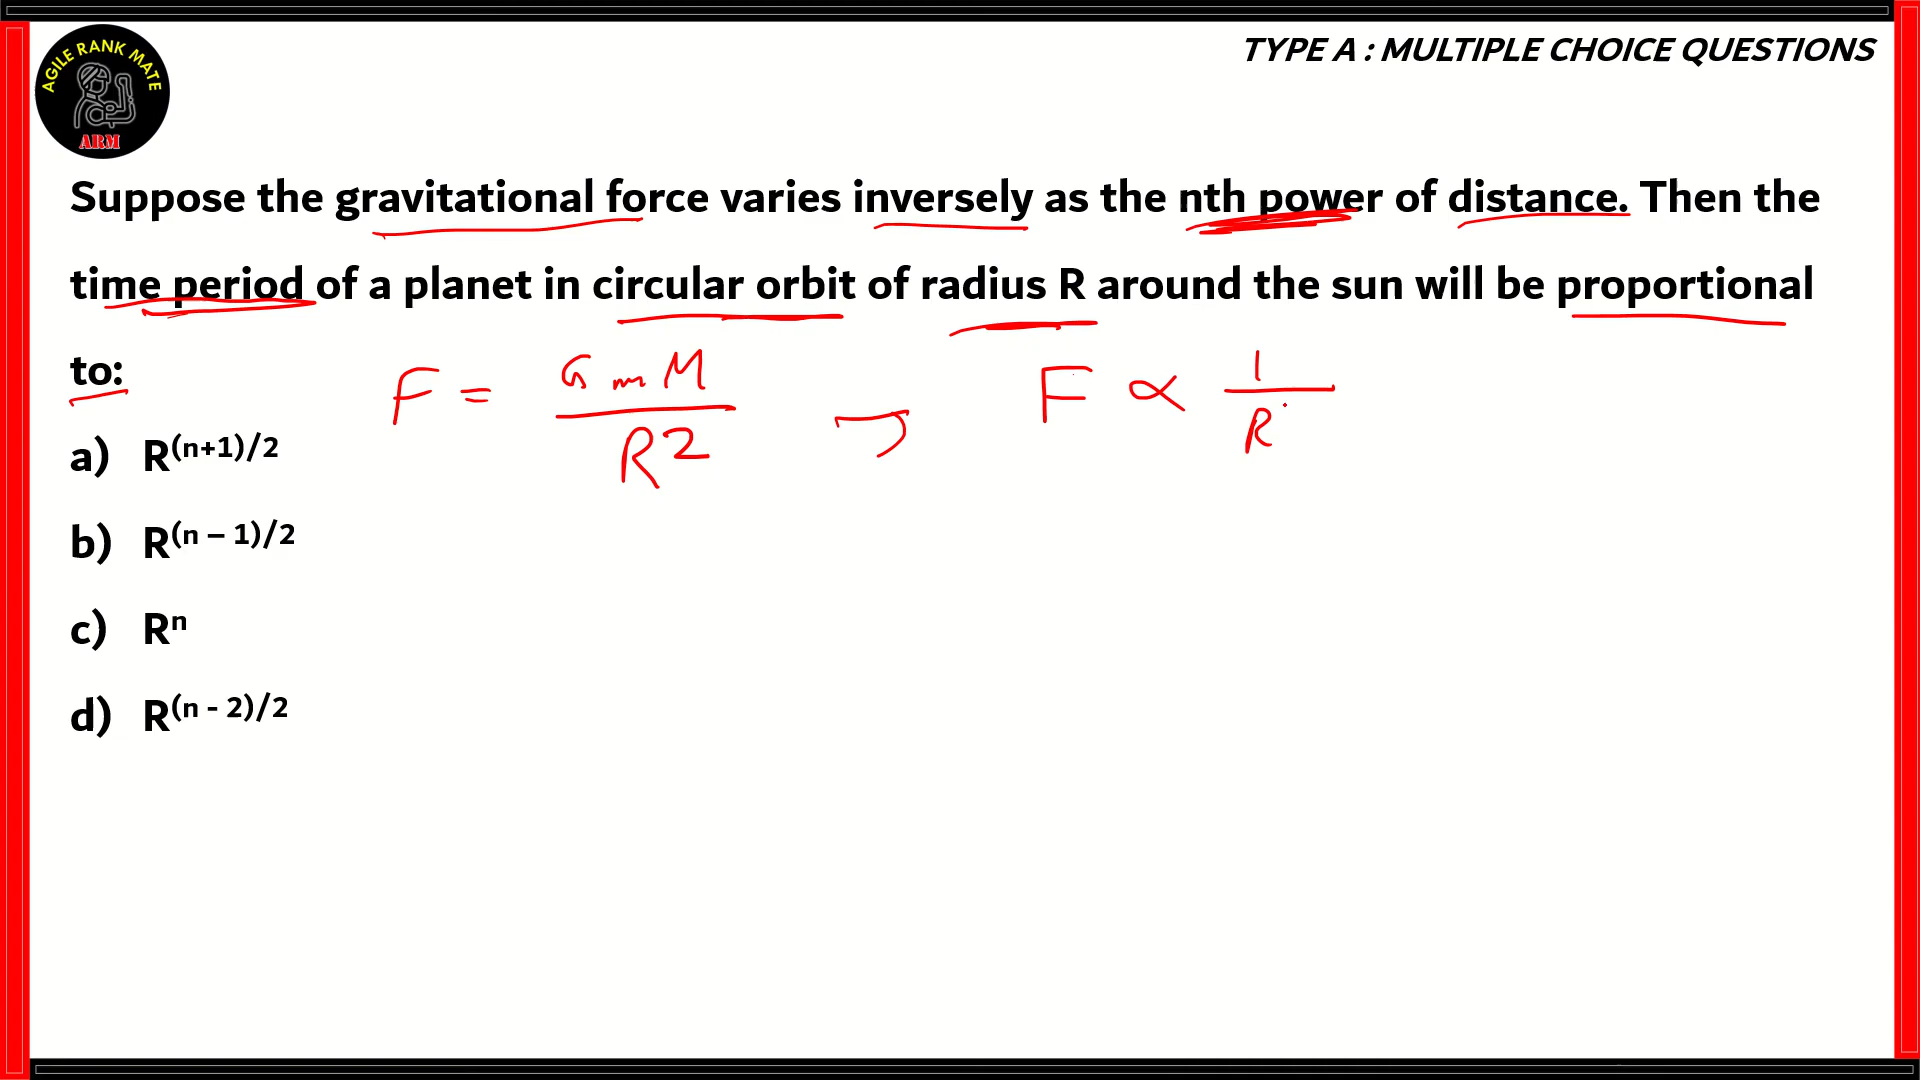 AGILE RANK MATE
ARM
TYPE A : MULTIPLE CHOICE QUESTIONS
Suppose the gravitational force varies inversely as the nth power of distance. Then the
time period of a planet in circular orbit of radius R around the sun will be proportional
to:
F = G m M / R² → F ∝ 1 / R
a) R^(n+1)/2
b) R^(n – 1)/2
c) Rⁿ
d) R^(n - 2)/2